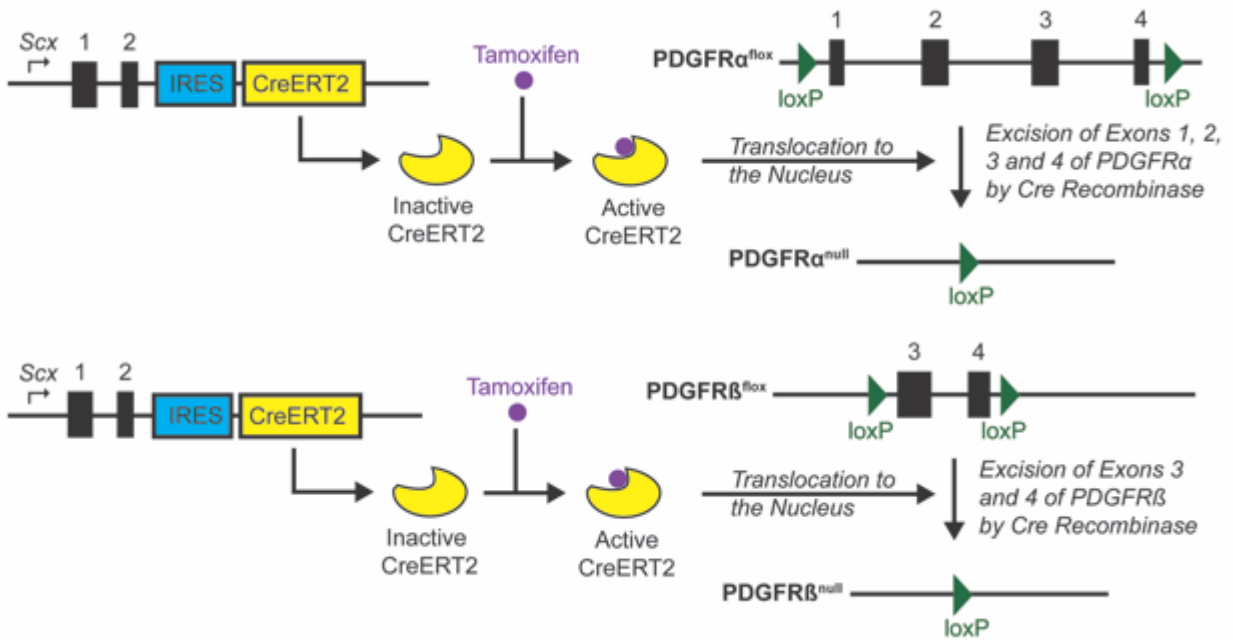 Scx 1 2
IRES CreERT2
Tamoxifen
Inactive
CreERT2
Active
CreERT2
Translocation to
the Nucleus
PDGFRα^flox
1 2 3 4
loxP loxP
Excision of Exons 1, 2,
3 and 4 of PDGFRα
by Cre Recombinase
PDGFRα^null
loxP
Scx 1 2
IRES CreERT2
Tamoxifen
Inactive
CreERT2
Active
CreERT2
Translocation to
the Nucleus
PDGFRß^flox
3 4
loxP loxP
Excision of Exons 3
and 4 of PDGFRß
by Cre Recombinase
PDGFRß^null
loxP